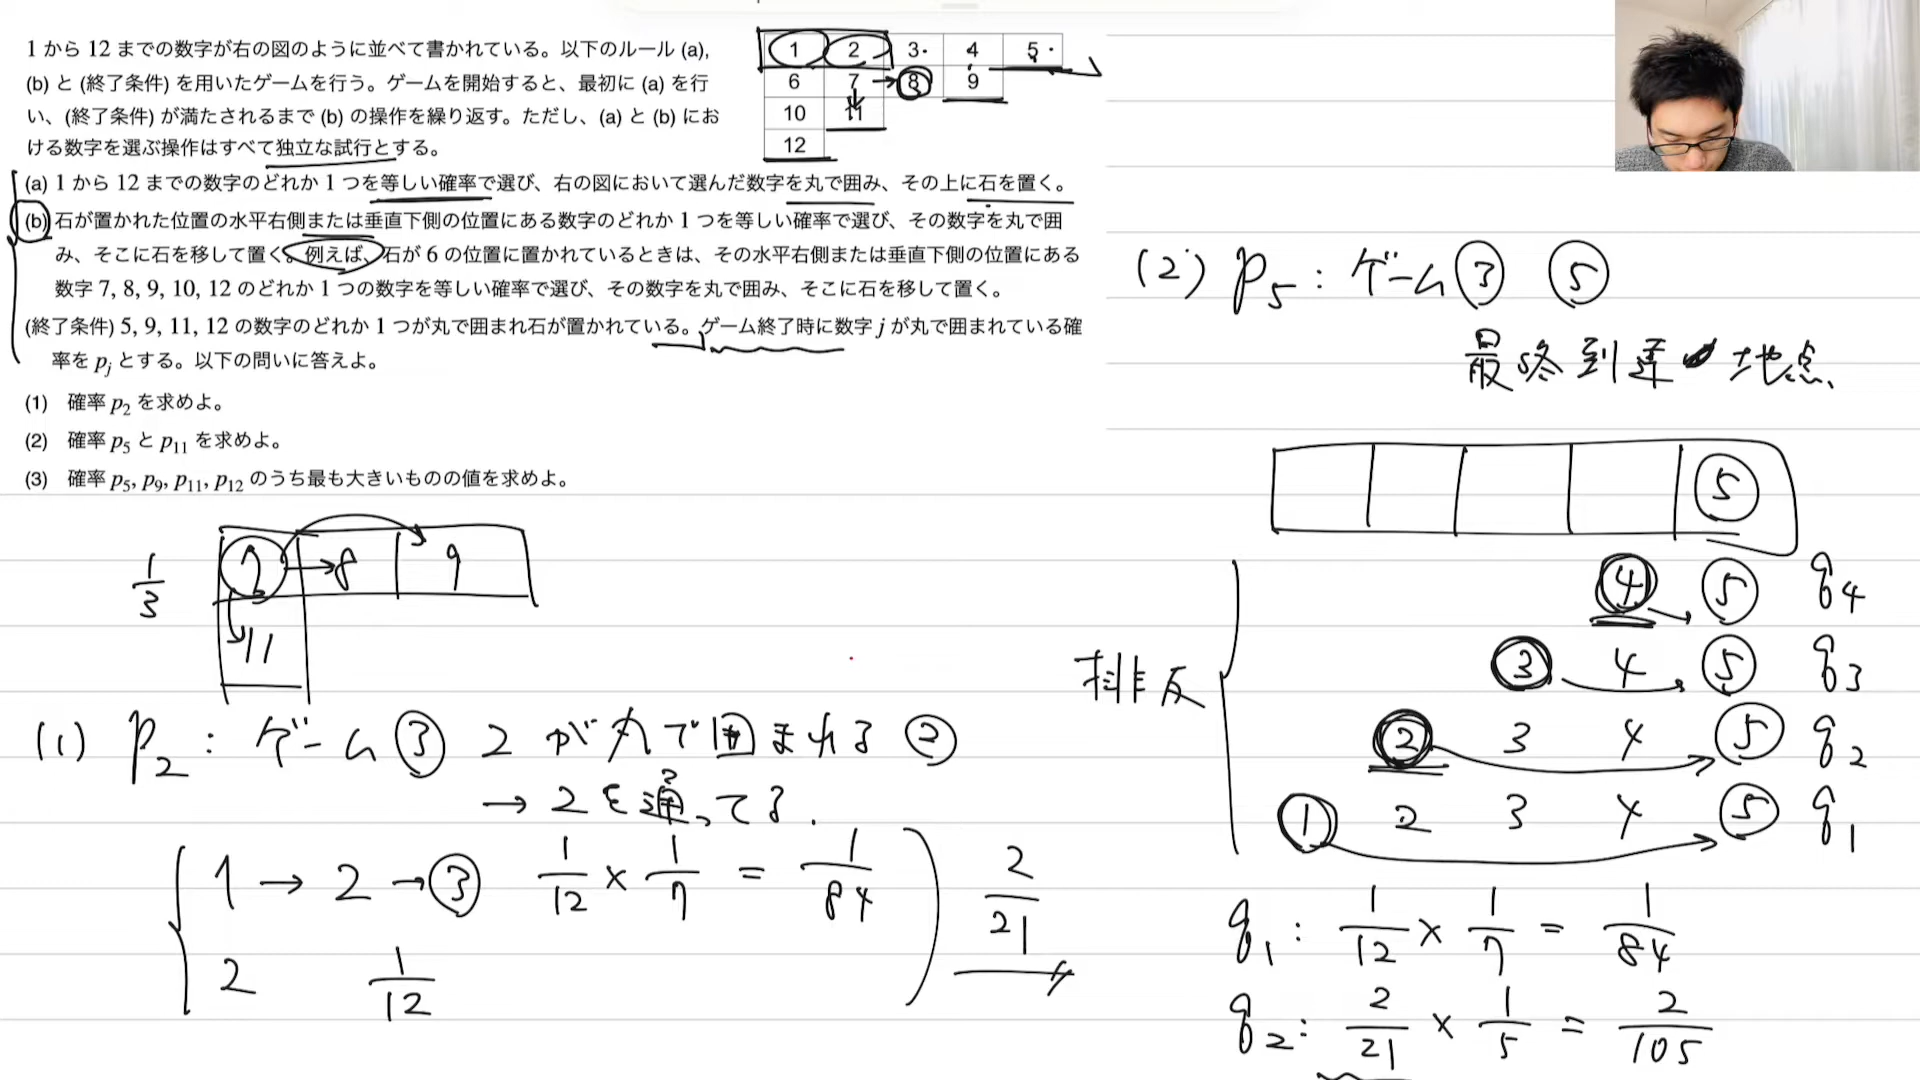 1 から 12 までの数字が右の図のように並べて書かれている。以下のルール (a),
(b) と (終了条件) を用いたゲームを行う。ゲームを開始すると、最初に (a) を行
い、(終了条件) が満たされるまで (b) の操作を繰り返す。ただし、(a) と (b) にお
ける数字を選ぶ操作はすべて独立な試行とする。
1 2 3 4 5
6 7 → 8 9
10 11
12
(a) 1 から 12 までの数字のどれか 1 つを等しい確率で選び、右の図において選んだ数字を丸で囲み、その上に石を置く。
(b) 石が置かれた位置の水平右側または垂直下側の位置にある数字のどれか 1 つを等しい確率で選び、その数字を丸で囲
み、そこに石を移して置く。例えば、石が 6 の位置に置かれているときは、その水平右側または垂直下側の位置にある
数字 7, 8, 9, 10, 12 のどれか 1 つの数字を等しい確率で選び、その数字を丸で囲み、そこに石を移して置く。
(終了条件) 5, 9, 11, 12 の数字のどれか 1 つが丸で囲まれ石が置かれている。ゲーム終了時に数字 j が丸で囲まれている確
率を pj とする。以下の問いに答えよ。
(1) 確率 p2 を求めよ。
(2) 確率 p5 と p11 を求めよ。
(3) 確率 p5, p9, p11, p12 のうち最も大きいものの値を求めよ。
1/3
7 → 8 9
11
(1) p2 : ゲーム ③ 2 が丸で囲まれる ②
→ 2を通ってる.
1 → 2 → ③ 1/12 × 1/7 = 1/84
2 1/12
2/21
(2) p5 : ゲーム ③ ⑤
最終到達地点
⑤
④ ⑤ q4
③ 4 ⑤ q3
② 3 4 ⑤ q2
① 2 3 4 ⑤ q1
排反
q1 : 1/12 × 1/7 = 1/84
q2 : 2/21 × 1/5 = 2/105